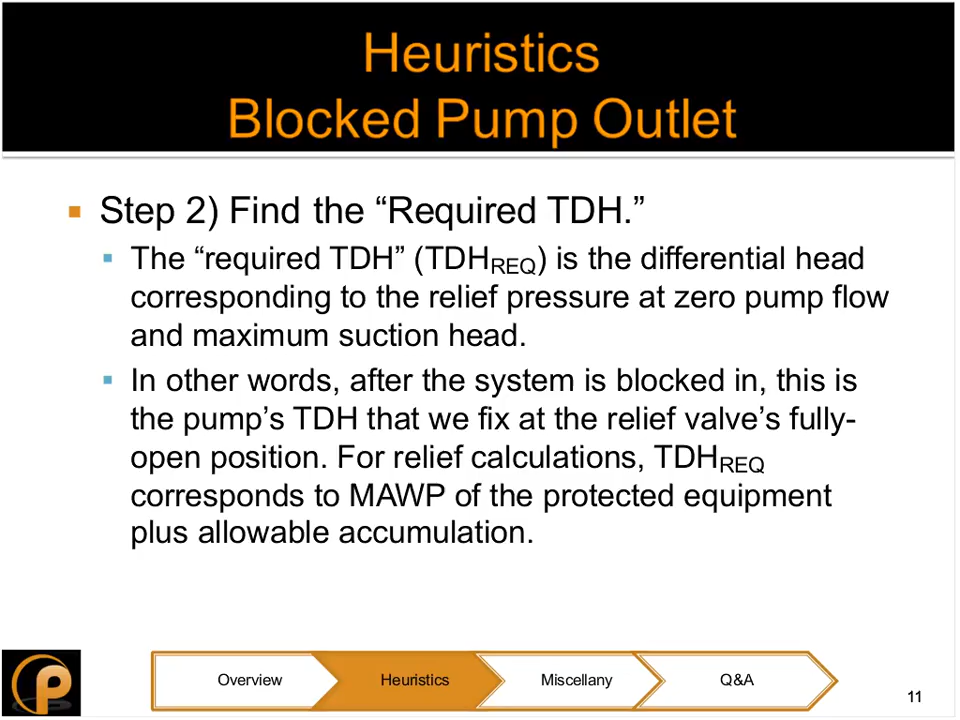 Heuristics
Blocked Pump Outlet
Step 2) Find the “Required TDH.”
The “required TDH” (TDHREQ) is the differential head
corresponding to the relief pressure at zero pump flow
and maximum suction head.
In other words, after the system is blocked in, this is
the pump’s TDH that we fix at the relief valve’s fully-
open position. For relief calculations, TDHREQ
corresponds to MAWP of the protected equipment
plus allowable accumulation.
P
Overview
Heuristics
Miscellany
Q&A
11